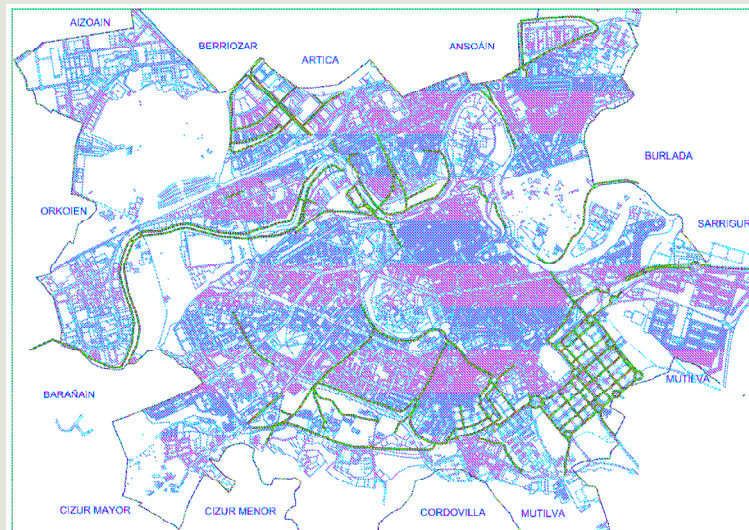 AIZOAIN
BERRIOZAR
ARTICA
ANSOÁIN
BURLADA
ORKOIEN
SARRIGUR
BARAÑAIN
MUTILVA
CIZUR MAYOR
CIZUR MENOR
CORDOVILLA
MUTILVA